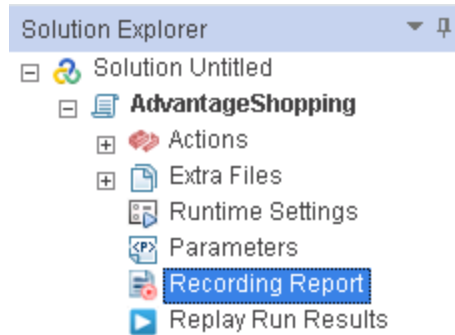 Solution Explorer
Solution Untitled
AdvantageShopping
Actions
Extra Files
Runtime Settings
<P> Parameters
Recording Report
Replay Run Results